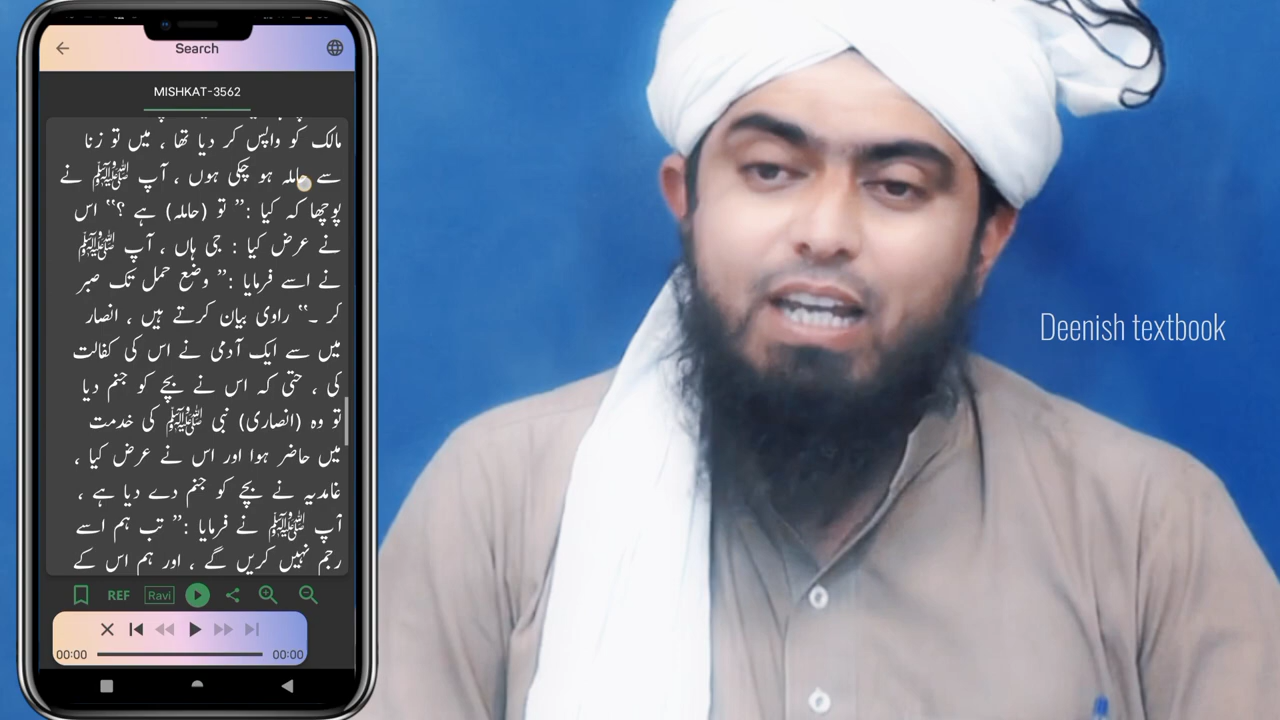 Search
MISHKAT-3562
مالک کو واپس کر دیا تھا ، میں تو زنا
سے حاملہ ہو چکی ہوں ، آپ ﷺ نے
پوچھا کہ کیا :’’ تو (حاملہ) ہے ؟‘‘ اس
نے عرض کیا : جی ہاں ، آپ ﷺ
نے اسے فرمایا :’’ وضع حمل تک صبر
کر ۔‘‘ راوی بیان کرتے ہیں ، انصار
میں سے ایک آدمی نے اس کی کفالت
کی ، حتی کہ اس نے بچے کو جنم دیا
تو وہ (انصاری) نبی ﷺ کی خدمت
میں حاضر ہوا اور اس نے عرض کیا ،
غامدیہ نے بچے کو جنم دے دیا ہے ،
آپ ﷺ نے فرمایا :’’ تب ہم اسے
رجم نہیں کریں گے ، اور ہم اس کے
REF
Ravi
00:00
00:00
Deenish textbook